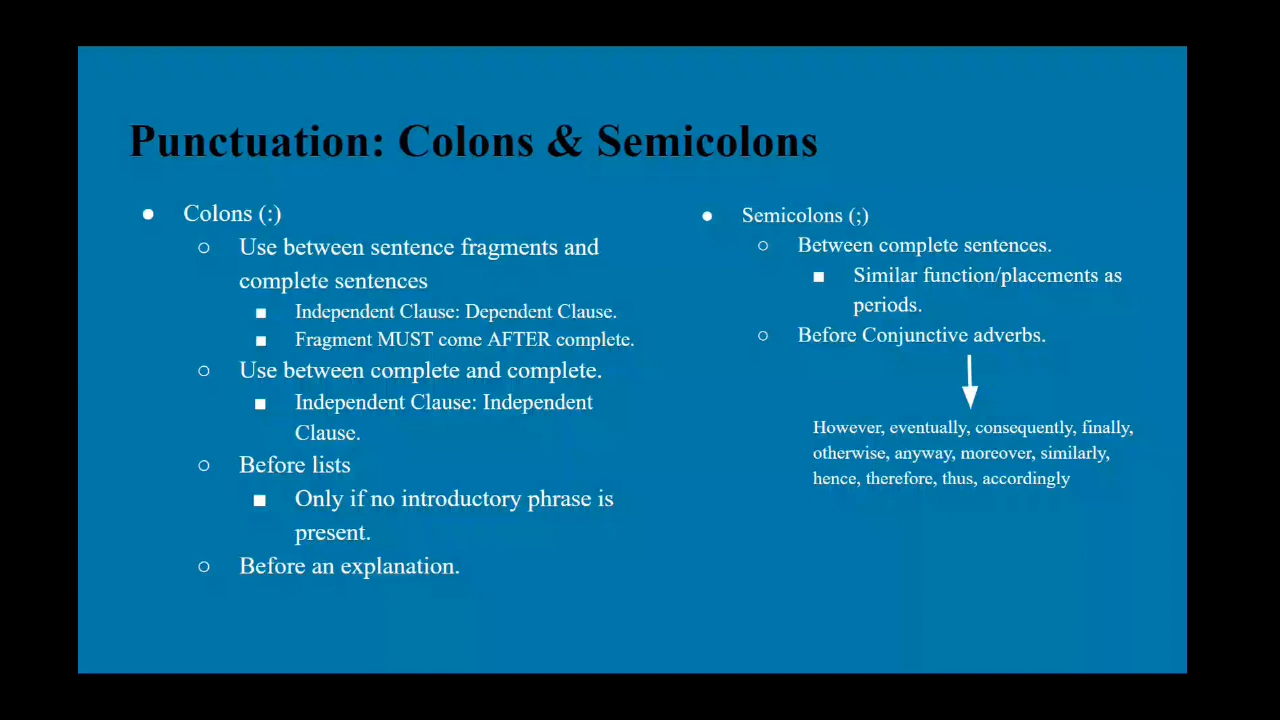 Punctuation: Colons & Semicolons
● Colons (:)
○ Use between sentence fragments and
complete sentences
■ Independent Clause: Dependent Clause.
■ Fragment MUST come AFTER complete.
○ Use between complete and complete.
■ Independent Clause: Independent
Clause.
○ Before lists
■ Only if no introductory phrase is
present.
○ Before an explanation.
● Semicolons (;)
○ Between complete sentences.
■ Similar function/placements as
periods.
○ Before Conjunctive adverbs.
However, eventually, consequently, finally,
otherwise, anyway, moreover, similarly,
hence, therefore, thus, accordingly